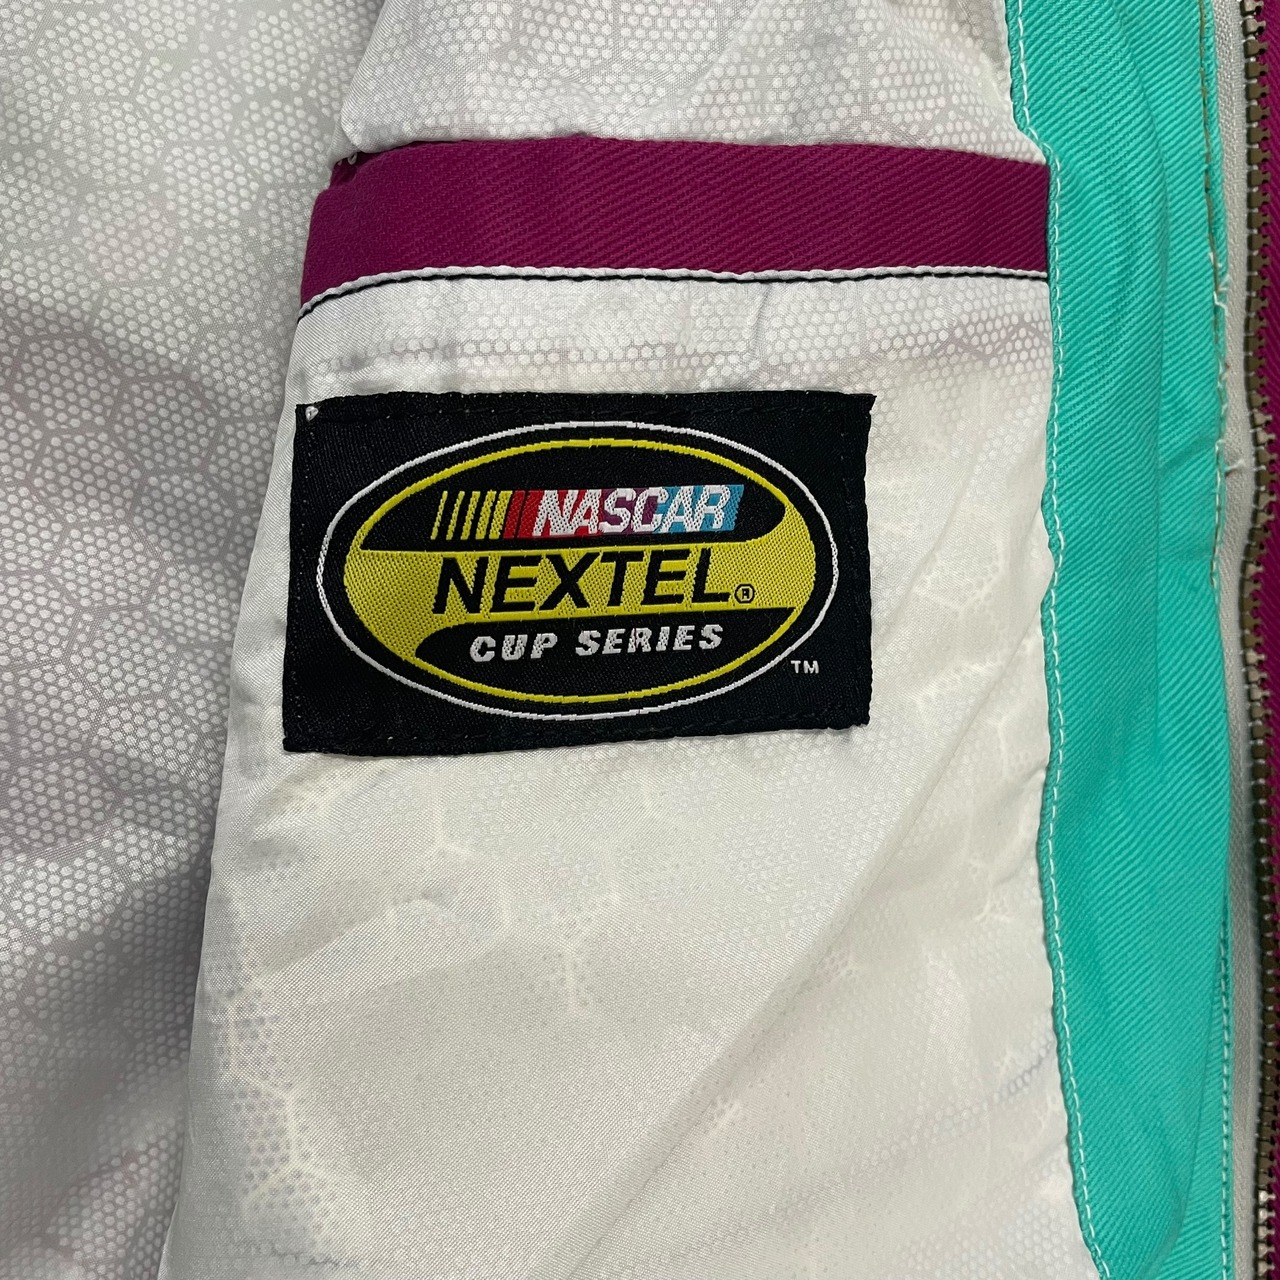 NASCAR
NEXTEL®
CUP SERIES
TM